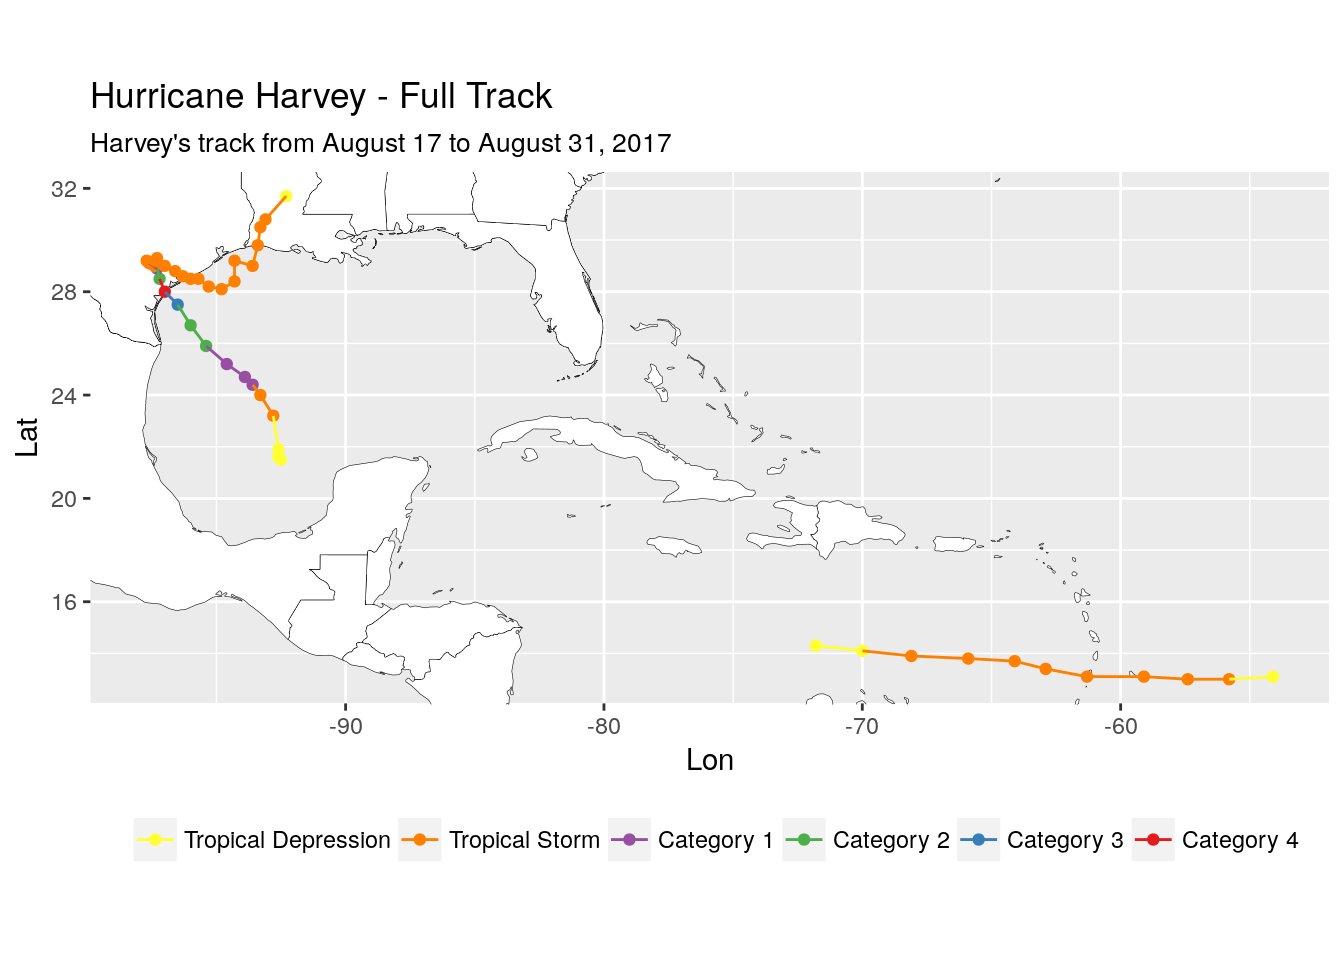 Hurricane Harvey - Full Track
Harvey's track from August 17 to August 31, 2017
32
28
24
20
16
Lat
-90 -80 -70 -60
Lon
Tropical Depression Tropical Storm Category 1 Category 2 Category 3 Category 4